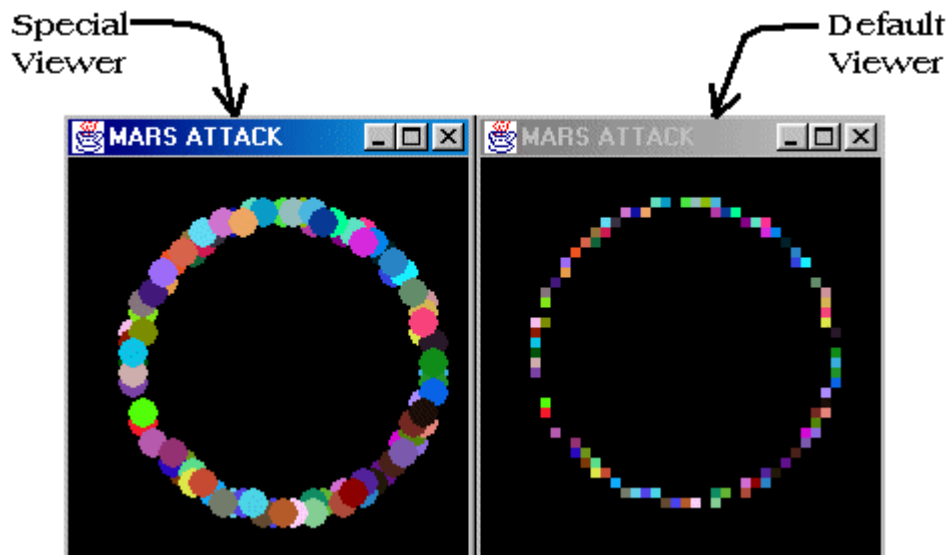 Special
Viewer
Default
Viewer
MARS ATTACK
MARS ATTACK